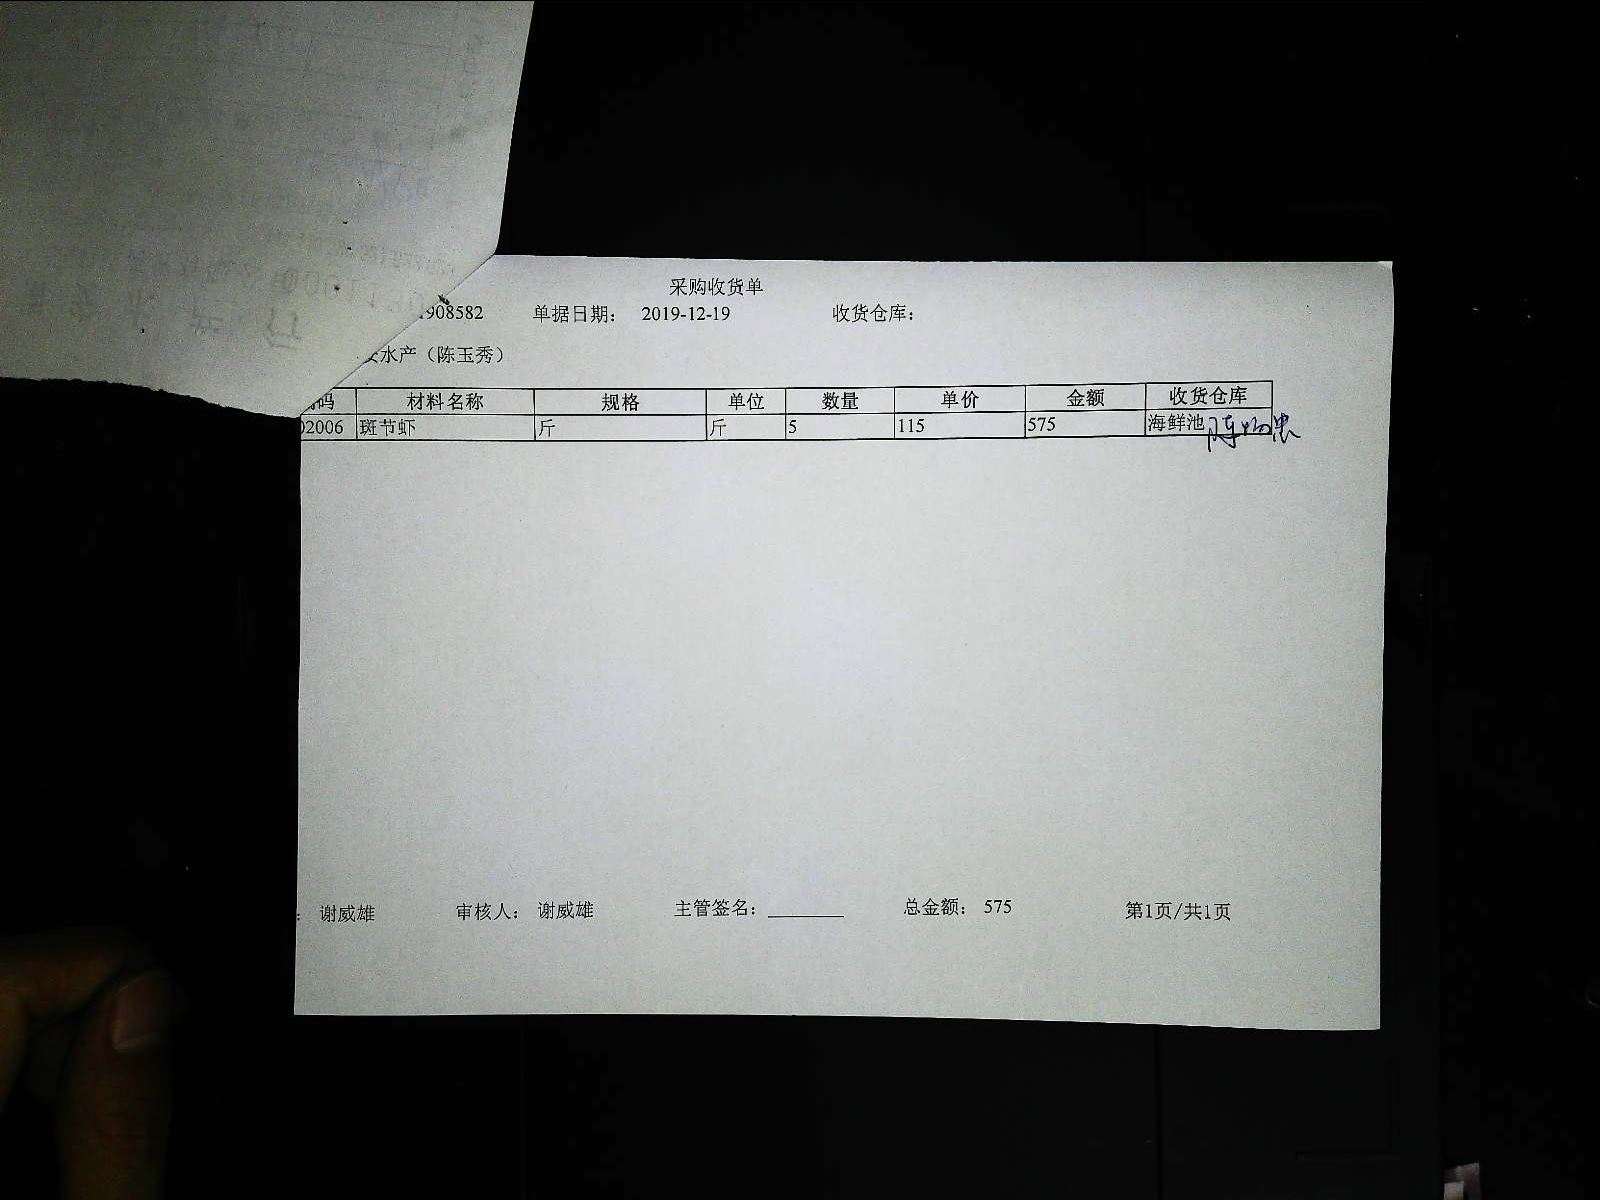 采购收货单
1908582 单据日期： 2019-12-19 收货仓库：
水产（陈玉秀）
码 材料名称 规格 单位 数量 单价 金额 收货仓库
02006 斑节虾 斤 斤 5 115 575 海鲜池
： 谢威雄 审核人： 谢威雄 主管签名： 总金额： 575 第1页/共1页